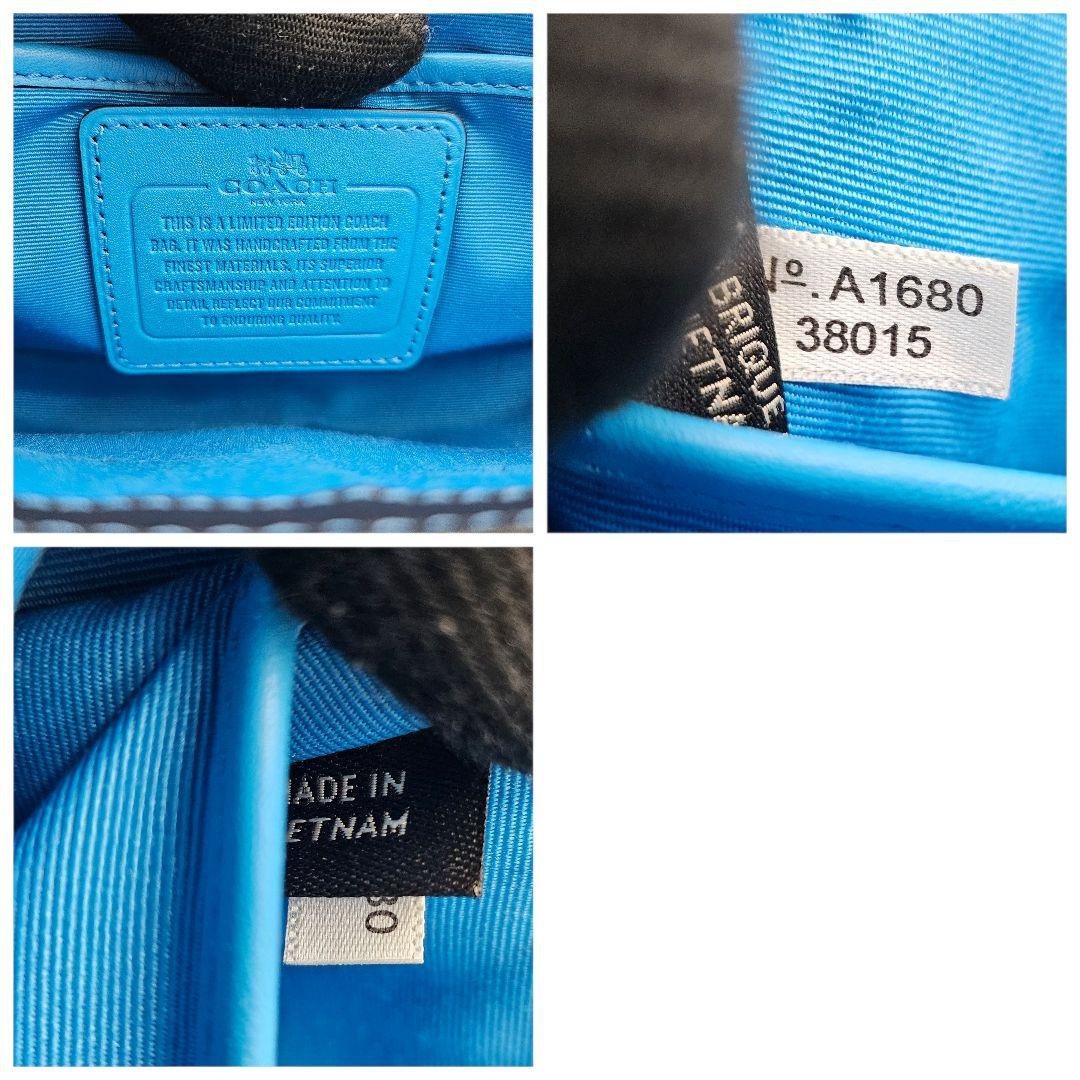 COACH
NEW YORK
THIS IS A LIMITED EDITION COACH
BAG. IT WAS HANDCRAFTED FROM THE
FINEST MATERIALS. ITS SUPERIOR
CRAFTSMANSHIP AND ATTENTION TO
DETAIL REFLECT OUR COMMITMENT
TO ENDURING QUALITY.
Nº. A1680
38015
BRIQUE
ETN
ADE IN
ETNAM
80